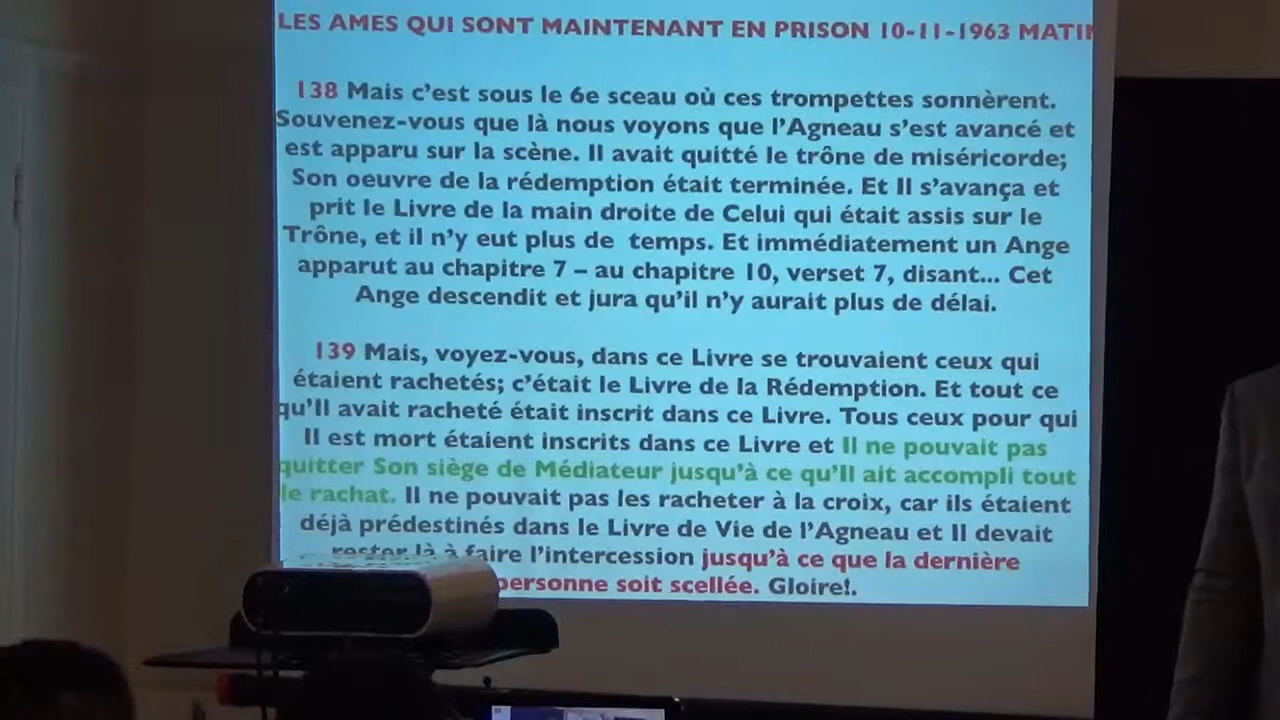 LES AMES QUI SONT MAINTENANT EN PRISON 10-11-1963 MATIN
138 Mais c'est sous le 6e sceau où ces trompettes sonnèrent.
Souvenez-vous que là nous voyons que l'Agneau s'est avancé et
est apparu sur la scène. Il avait quitté le trône de miséricorde;
Son oeuvre de la rédemption était terminée. Et Il s'avança et
prit le Livre de la main droite de Celui qui était assis sur le
Trône, et il n'y eut plus de temps. Et immédiatement un Ange
apparut au chapitre 7 – au chapitre 10, verset 7, disant... Cet
Ange descendit et jura qu'il n'y aurait plus de délai.
139 Mais, voyez-vous, dans ce Livre se trouvaient ceux qui
étaient rachetés; c'était le Livre de la Rédemption. Et tout ce
qu'Il avait racheté était inscrit dans ce Livre. Tous ceux pour qui
Il est mort étaient inscrits dans ce Livre et Il ne pouvait pas
quitter Son siège de Médiateur jusqu'à ce qu'Il ait accompli tout
le rachat. Il ne pouvait pas les racheter à la croix, car ils étaient
déjà prédestinés dans le Livre de Vie de l'Agneau et Il devait
rester là à faire l'intercession jusqu'à ce que la dernière
personne soit scellée. Gloire!.